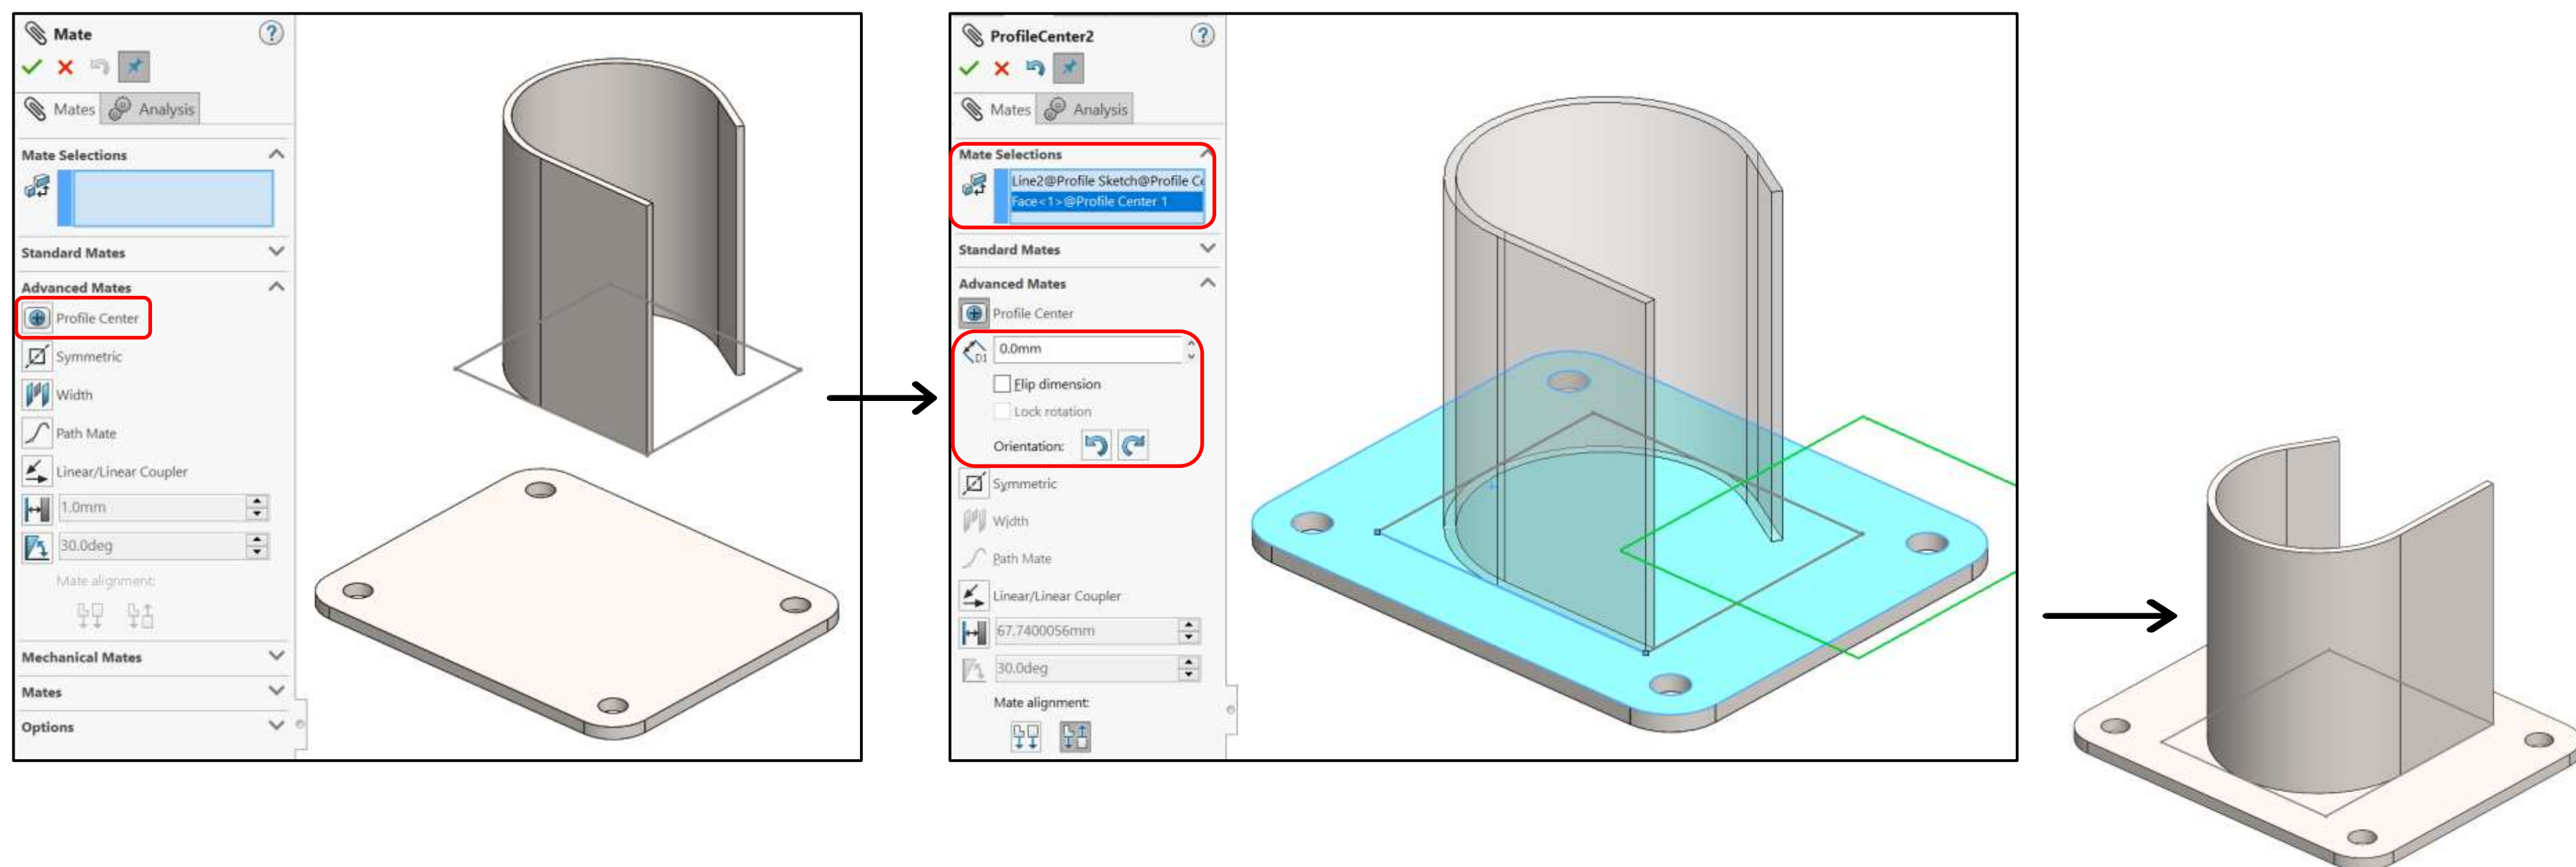 Mate
?
Mates Analysis
Mate Selections
Standard Mates
Advanced Mates
Profile Center
Symmetric
Width
Path Mate
Linear/Linear Coupler
1.0mm
30.0deg
Mate alignment:
Mechanical Mates
Mates
Options
ProfileCenter2
?
Mates Analysis
Mate Selections
Line2@Profile Sketch@Profile Ce
Face<1>@Profile Center 1
Standard Mates
Advanced Mates
Profile Center
D1 0.0mm
Flip dimension
Lock rotation
Orientation:
Symmetric
Width
Path Mate
Linear/Linear Coupler
67.7400056mm
30.0deg
Mate alignment: